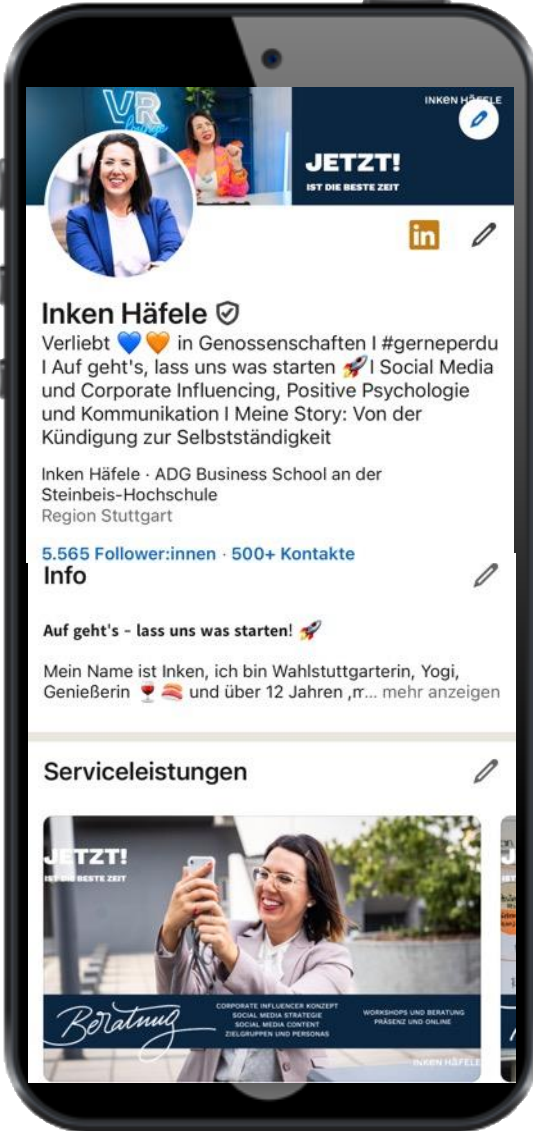 VR
Lounge
INKEN HÄFELE
JETZT!
IST DIE BESTE ZEIT
in
Inken Häfele
Verliebt 💙🧡 in Genossenschaften I #gerneperdu
I Auf geht's, lass uns was starten 🚀 I Social Media
und Corporate Influencing, Positive Psychologie
und Kommunikation I Meine Story: Von der
Kündigung zur Selbstständigkeit
Inken Häfele · ADG Business School an der
Steinbeis-Hochschule
Region Stuttgart
5.565 Follower:innen · 500+ Kontakte
Info
Auf geht's - lass uns was starten! 🚀
Mein Name ist Inken, ich bin Wahlstuttgarterin, Yogi,
Genießerin 🍷 🍣 und über 12 Jahren ,... mehr anzeigen
Serviceleistungen
JETZT!
IST DIE BESTE ZEIT
Beratung
CORPORATE INFLUENCER KONZEPT
SOCIAL MEDIA STRATEGIE
SOCIAL MEDIA CONTENT
ZIELGRUPPEN UND PERSONAS
WORKSHOPS UND BERATUNG
PRÄSENZ UND ONLINE
INKEN HÄFELE